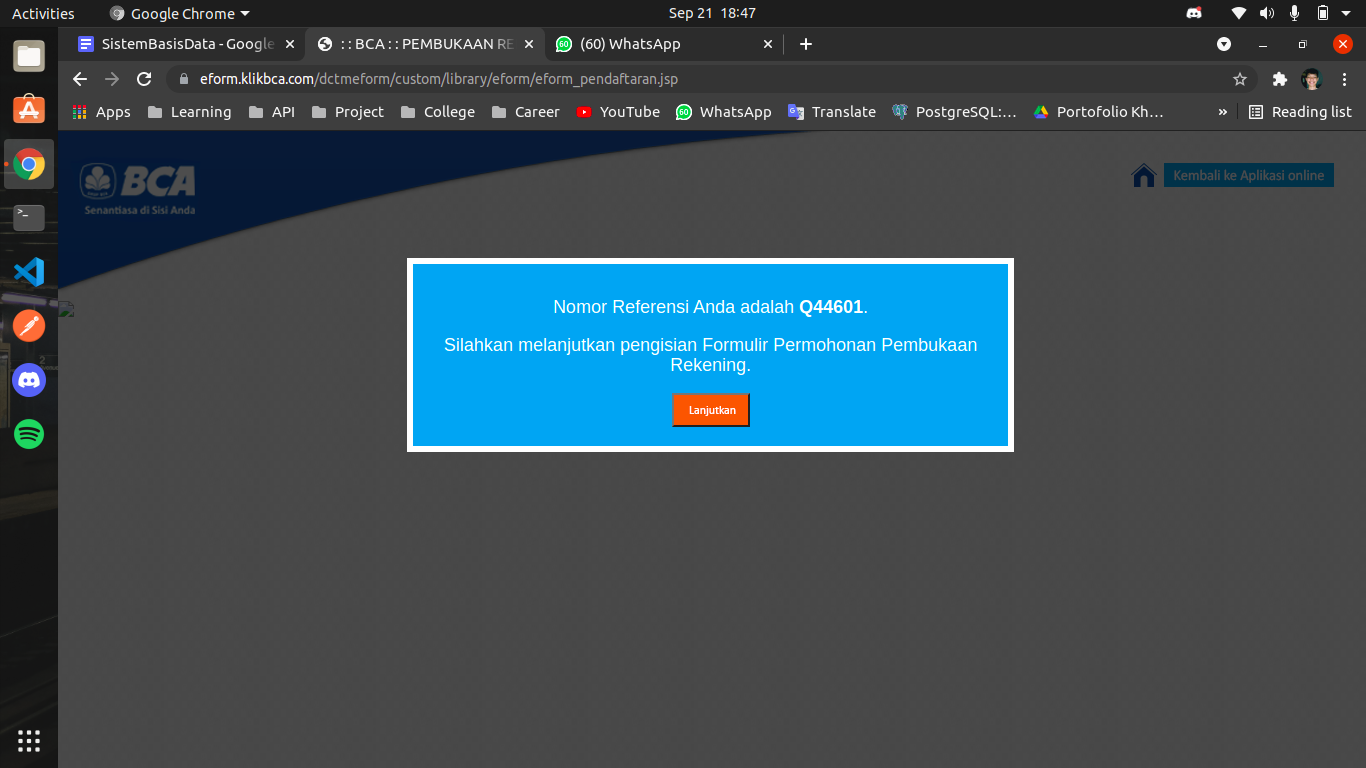 Activities
Google Chrome
Sep 21 18:47
SistemBasisData - Google
: : BCA : : PEMBUKAAN RE
(60) WhatsApp
eform.klikbca.com/dctmeform/custom/library/eform/eform_pendaftaran.jsp
Apps
Learning
API
Project
College
Career
YouTube
60
WhatsApp
Translate
PostgreSQL:...
Portofolio Kh...
»
Reading list
BCA
Senantiasa di Sisi Anda
Kembali ke Aplikasi online
Nomor Referensi Anda adalah Q44601.
Silahkan melanjutkan pengisian Formulir Permohonan Pembukaan
Rekening.
Lanjutkan